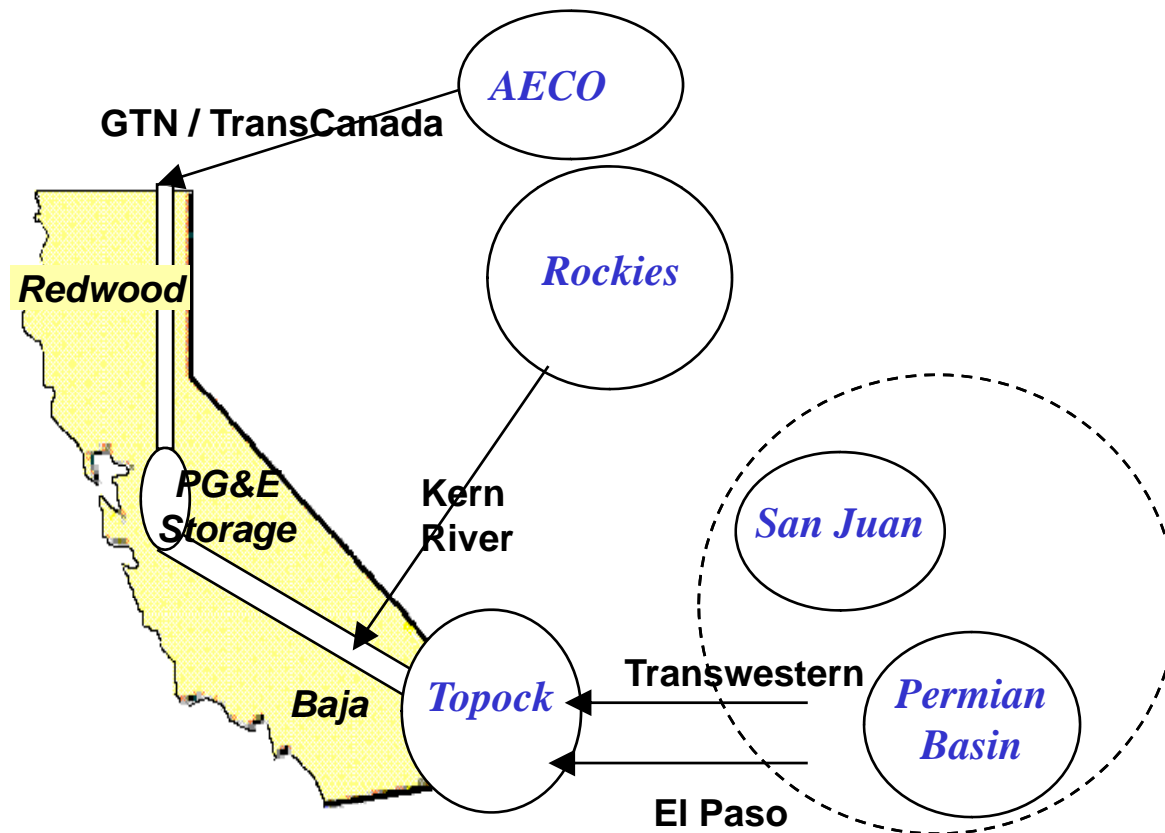 AECO
GTN / TransCanada
Rockies
Redwood
PG&E
Storage
Kern
River
San Juan
Transwestern
Permian
Basin
Topock
Baja
El Paso